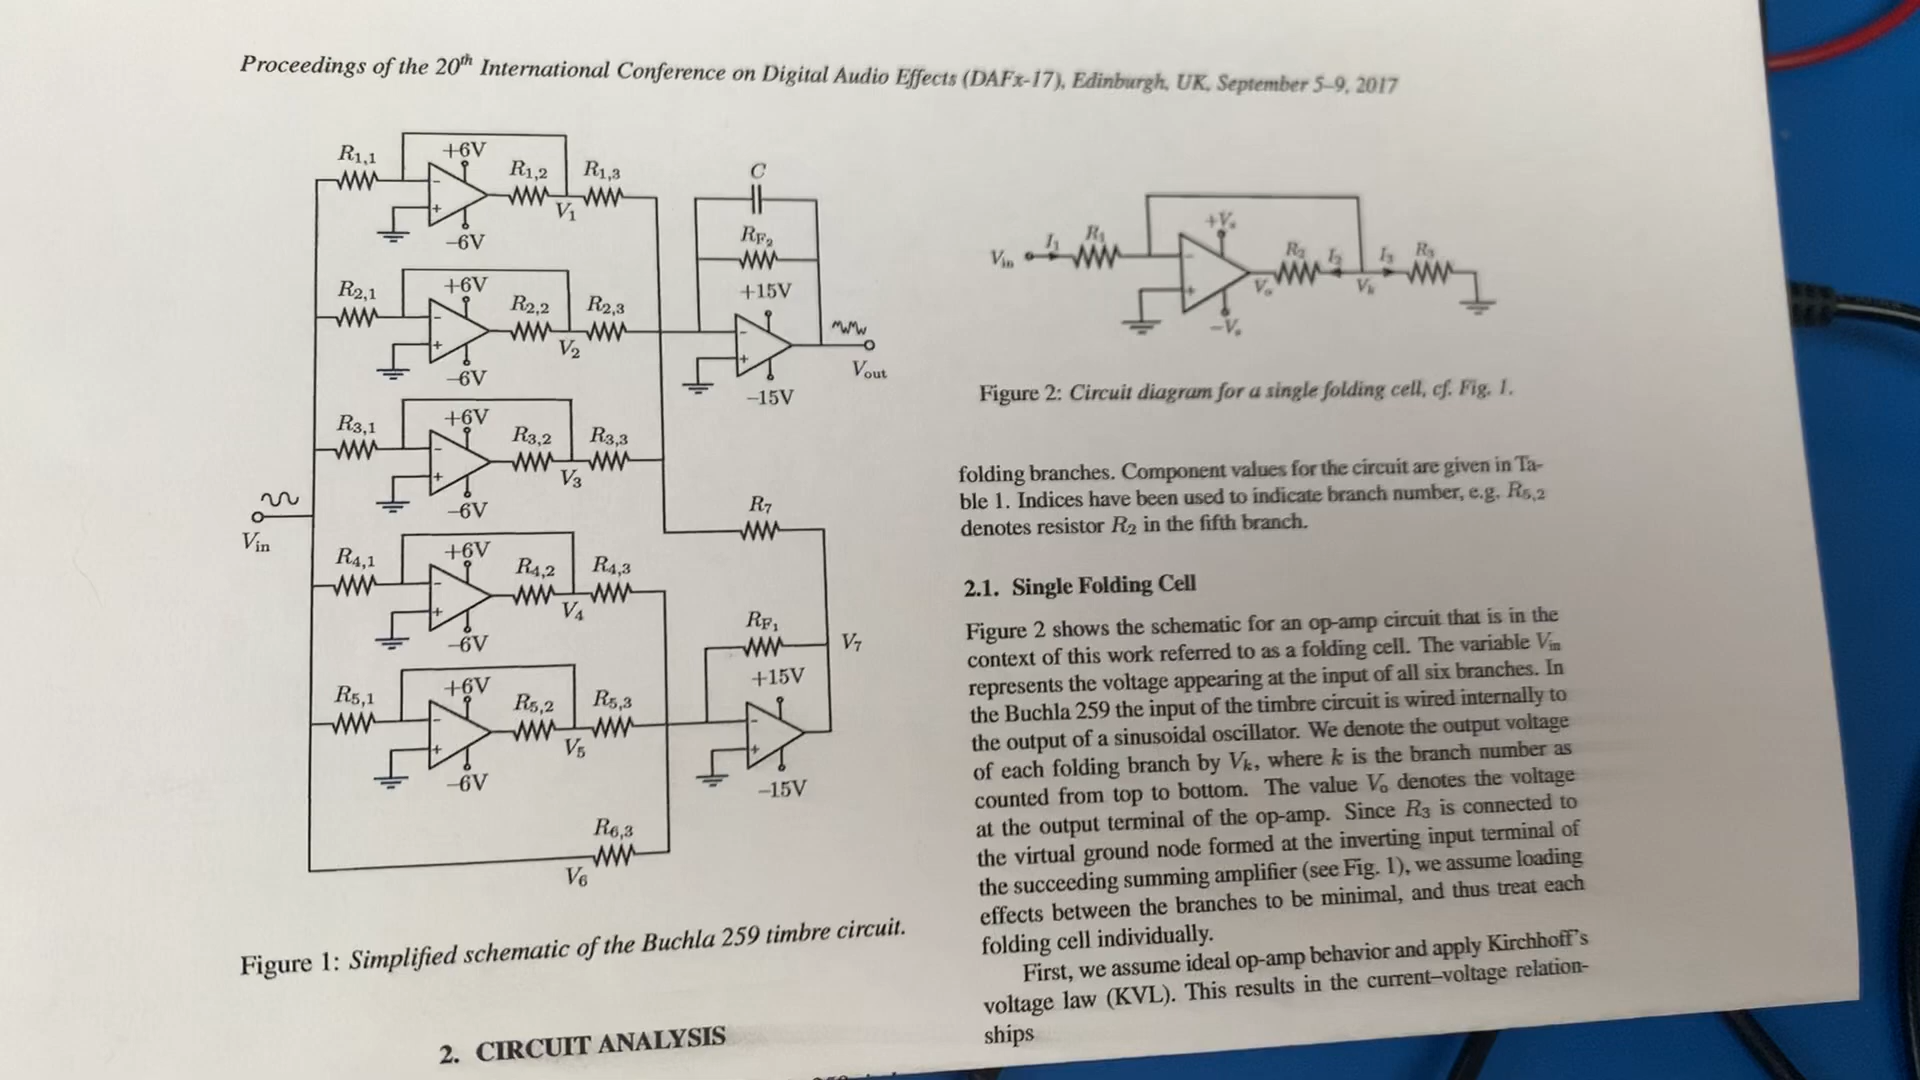 Proceedings of the 20th International Conference on Digital Audio Effects (DAFx-17), Edinburgh, UK, September 5–9, 2017
R1,1
+6V
R1,2
R1,3
V1
–6V
R2,1
+6V
R2,2
R2,3
V2
–6V
R3,1
+6V
R3,2
R3,3
V3
–6V
R4,1
+6V
R4,2
R4,3
V4
–6V
R5,1
+6V
R5,2
R5,3
V5
–6V
R6,3
V6
Vin
C
RF2
+15V
–15V
Vout
R7
RF1
+15V
V7
–15V
Figure 1: Simplified schematic of the Buchla 259 timbre circuit.
2. CIRCUIT ANALYSIS
Vin
I1
R1
+Vs
–Vs
Vo
R2
I2
Vk
I3
R3
Figure 2: Circuit diagram for a single folding cell, cf. Fig. 1.
folding branches. Component values for the circuit are given in Ta-
ble 1. Indices have been used to indicate branch number, e.g. R5,2
denotes resistor R2 in the fifth branch.
2.1. Single Folding Cell
Figure 2 shows the schematic for an op-amp circuit that is in the
context of this work referred to as a folding cell. The variable Vin
represents the voltage appearing at the input of all six branches. In
the Buchla 259 the input of the timbre circuit is wired internally to
the output of a sinusoidal oscillator. We denote the output voltage
of each folding branch by Vk, where k is the branch number as
counted from top to bottom. The value Vo denotes the voltage
at the output terminal of the op-amp. Since R3 is connected to
the virtual ground node formed at the inverting input terminal of
the succeeding summing amplifier (see Fig. 1), we assume loading
effects between the branches to be minimal, and thus treat each
folding cell individually.
First, we assume ideal op-amp behavior and apply Kirchhoff's
voltage law (KVL). This results in the current–voltage relation-
ships